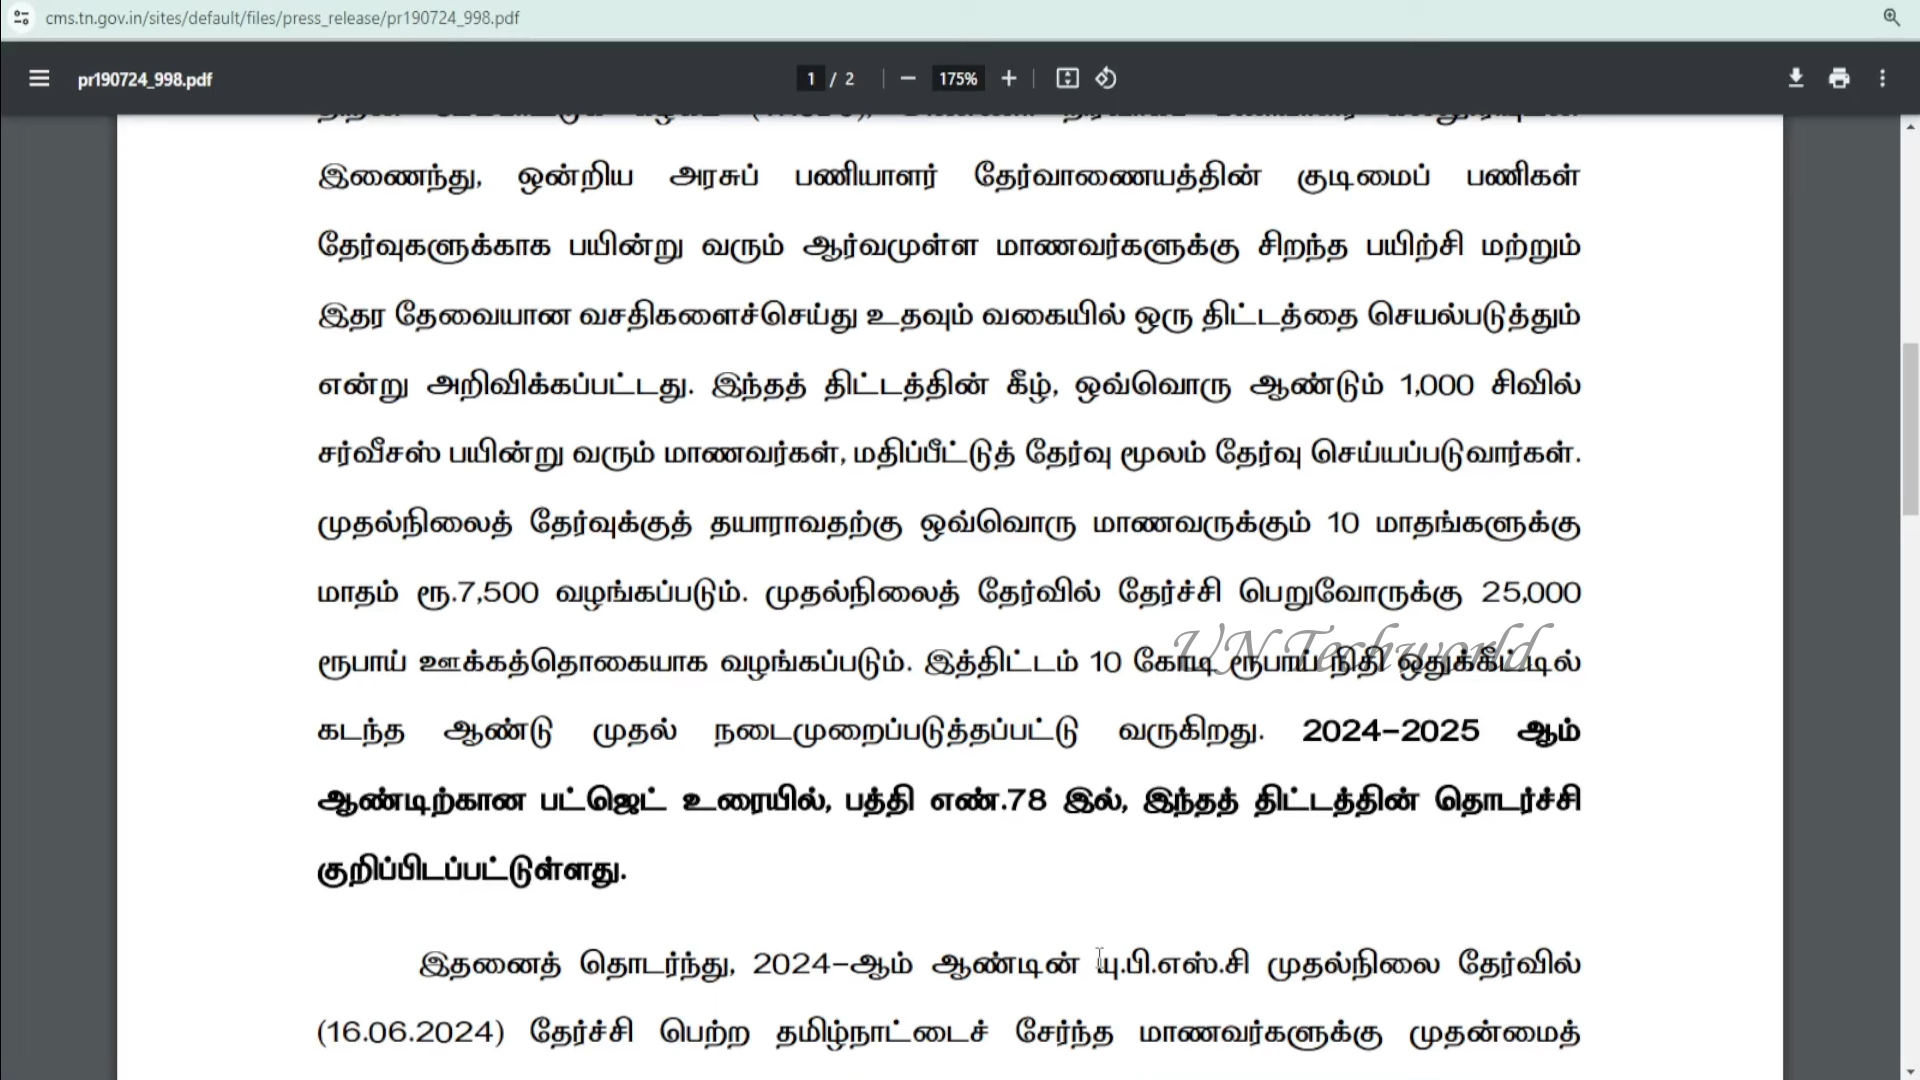 cms.tn.gov.in/sites/default/files/press_release/pr190724_998.pdf
pr190724_998.pdf
1 / 2
175%
இணைந்து, ஒன்றிய அரசுப் பணியாளர் தேர்வாணையத்தின் குடிமைப் பணிகள்
தேர்வுகளுக்காக பயின்று வரும் ஆர்வமுள்ள மாணவர்களுக்கு சிறந்த பயிற்சி மற்றும்
இதர தேவையான வசதிகளைச்செய்து உதவும் வகையில் ஒரு திட்டத்தை செயல்படுத்தும்
என்று அறிவிக்கப்பட்டது. இந்தத் திட்டத்தின் கீழ், ஒவ்வொரு ஆண்டும் 1,000 சிவில்
சர்வீசஸ் பயின்று வரும் மாணவர்கள், மதிப்பீட்டுத் தேர்வு மூலம் தேர்வு செய்யப்படுவார்கள்.
முதல்நிலைத் தேர்வுக்குத் தயாராவதற்கு ஒவ்வொரு மாணவருக்கும் 10 மாதங்களுக்கு
மாதம் ரூ.7,500 வழங்கப்படும். முதல்நிலைத் தேர்வில் தேர்ச்சி பெறுவோருக்கு 25,000
UN Techworld
ரூபாய் ஊக்கத்தொகையாக வழங்கப்படும். இத்திட்டம் 10 கோடி ரூபாய் நிதி ஒதுக்கீட்டில்
கடந்த ஆண்டு முதல் நடைமுறைப்படுத்தப்பட்டு வருகிறது. 2024-2025 ஆம்
ஆண்டிற்கான பட்ஜெட் உரையில், பத்தி எண்.78 இல், இந்தத் திட்டத்தின் தொடர்ச்சி
குறிப்பிடப்பட்டுள்ளது.
இதனைத் தொடர்ந்து, 2024-ஆம் ஆண்டின் யு.பி.எஸ்.சி முதல்நிலை தேர்வில்
(16.06.2024) தேர்ச்சி பெற்ற தமிழ்நாட்டைச் சேர்ந்த மாணவர்களுக்கு முதன்மைத்